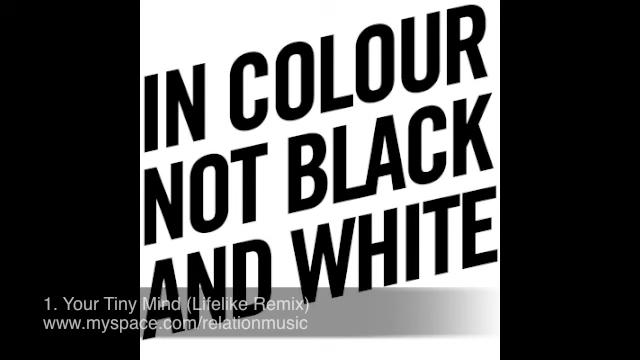 IN COLOUR
NOT BLACK
AND WHITE
1. Your Tiny Mind (Lifelike Remix)
www.myspace.com/relationmusic